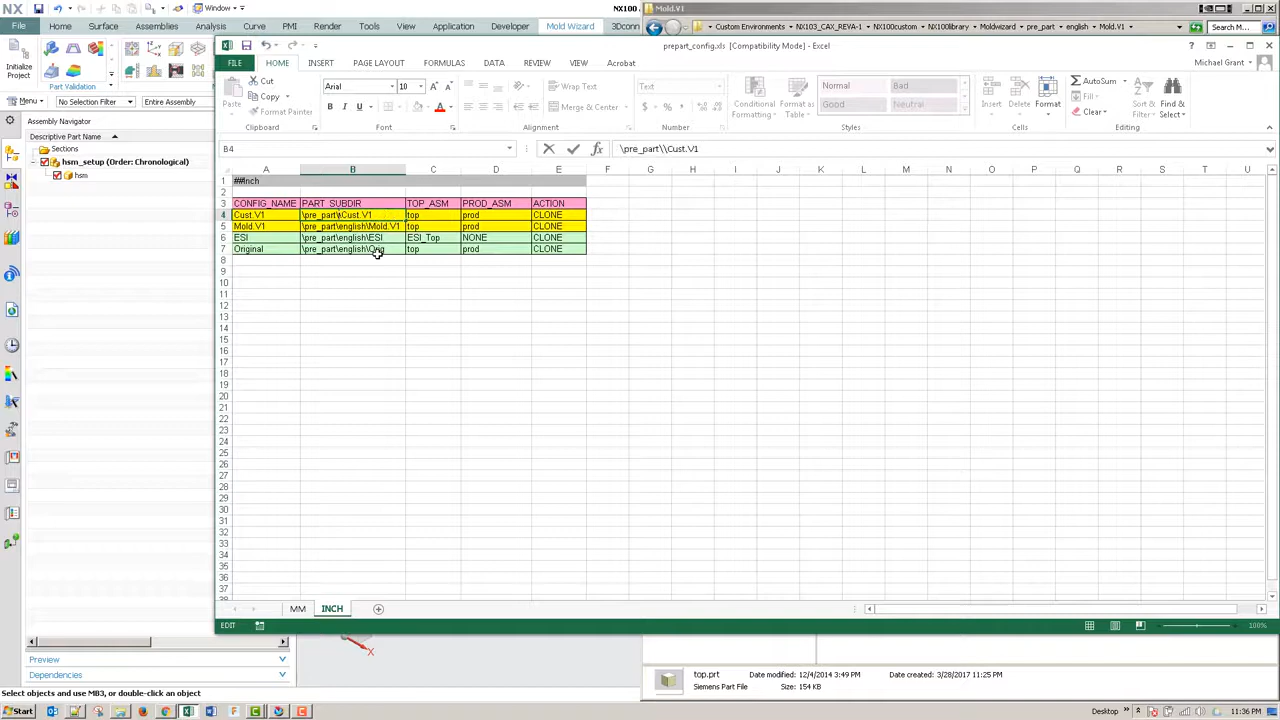 NX
Window
NX100
Mold.V1
File
Home
Analysis
Surfaces
Assemblies
Curve
PMI
Render
Tools
View
Application
Developer
Mold Wizard
3Dconn
Custom Environments
NX103_CAX_REVA-1
NX100custom
NX100library
Moldwizard
pre_part
english
Mold.V1
Search M...
Initialize
Project
Part Validation
prepart_config.xls [Compatibility Mode] - Excel
FILE
HOME
INSERT
PAGE LAYOUT
FORMULAS
DATA
REVIEW
VIEW
Acrobat
Michael Grant
Paste
Cut
Copy
Format Painter
Clipboard
Arial
10
B
I
U
Font
Wrap Text
Merge & Center
Alignment
Text
$
%
Number
Conditional
Formatting
Format as
Table
Normal
Bad
Good
Neutral
Styles
Insert
Delete
Format
Cells
AutoSum
Fill
Clear
Sort &
Filter
Find &
Select
Editing
Menu
No Selection Filter
Entire Assembly
Assembly Navigator
Descriptive Part Name
Sections
hsm_setup (Order: Chronological)
hsm
B4
fx
\pre_part\\Cust.V1
A B C D E F G H I J K L M N O P Q R S T U
1 ##Inch
2
3 CONFIG_NAME PART_SUBDIR TOP_ASM PROD_ASM ACTION
4 Cust.V1 \pre_part\\Cust.V1 top prod CLONE
5 Mold.V1 \pre_part\english\Mold.V1 top prod CLONE
6 ESI \pre_part\english\ESI ESI_Top NONE CLONE
7 Original \pre_part\english\Orig top prod CLONE
8
9
10
11
12
13
14
15
16
17
18
19
20
21
22
23
24
25
26
27
28
29
30
31
32
33
34
35
36
37
38
MM
INCH
EDIT
100%
X
Preview
Dependencies
Select objects and use MB3, or double-click an object
top.prt
Siemens Part File
Date modified: 12/4/2014 3:49 PM
Size: 154 KB
Date created: 3/28/2017 11:25 PM
Start
Desktop
11:36 PM